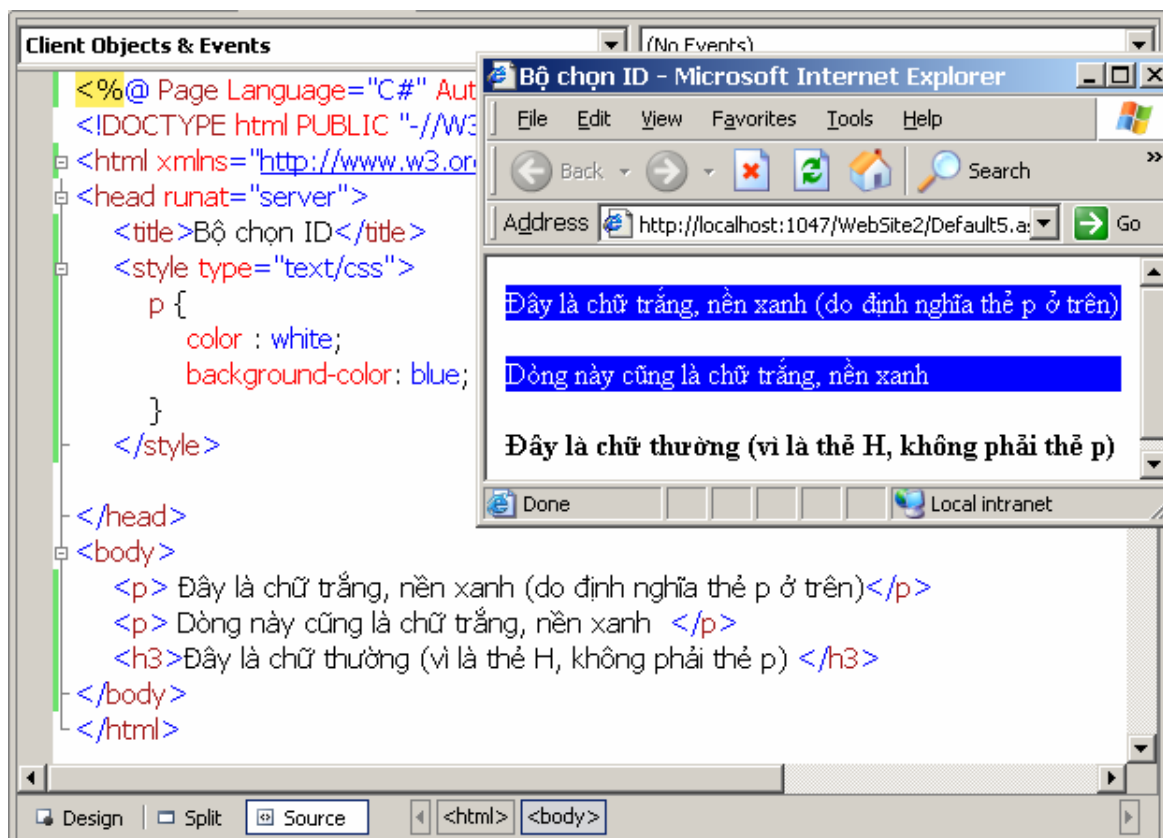 Client Objects & Events
(No Events)
<%@ Page Language="C#" Aut
<!DOCTYPE html PUBLIC "-//W3
<html xmlns="http://www.w3.or
<head runat="server">
<title>Bộ chọn ID</title>
<style type="text/css">
p {
color : white;
background-color: blue;
}
</style>
</head>
<body>
<p> Đây là chữ trắng, nền xanh (do định nghĩa thẻ p ở trên)</p>
<p> Dòng này cũng là chữ trắng, nền xanh </p>
<h3>Đây là chữ thường (vì là thẻ H, không phải thẻ p) </h3>
</body>
</html>
Design Split Source <html> <body>
Bộ chọn ID - Microsoft Internet Explorer
File Edit View Favorites Tools Help
Back Search »
Address http://localhost:1047/WebSite2/Default5.a Go
Đây là chữ trắng, nền xanh (do định nghĩa thẻ p ở trên)
Dòng này cũng là chữ trắng, nền xanh
Đây là chữ thường (vì là thẻ H, không phải thẻ p)
Done Local intranet